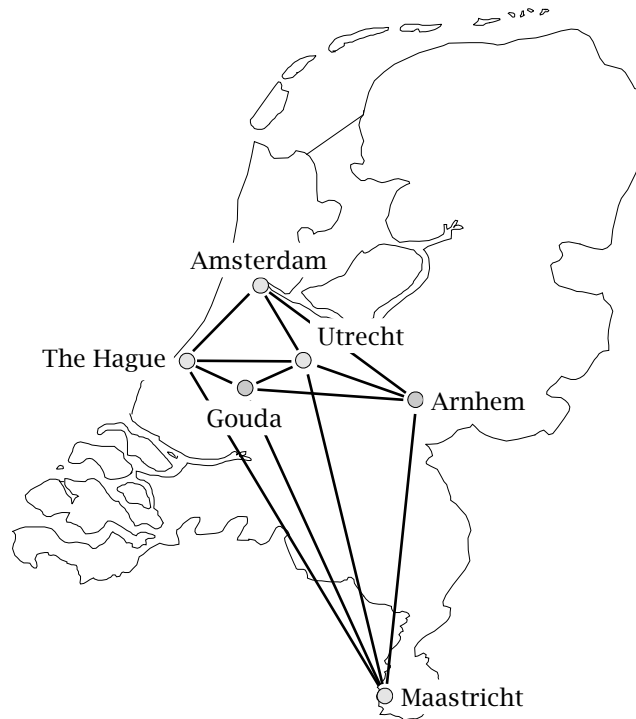 Amsterdam
Utrecht
The Hague
Gouda
Arnhem
Maastricht